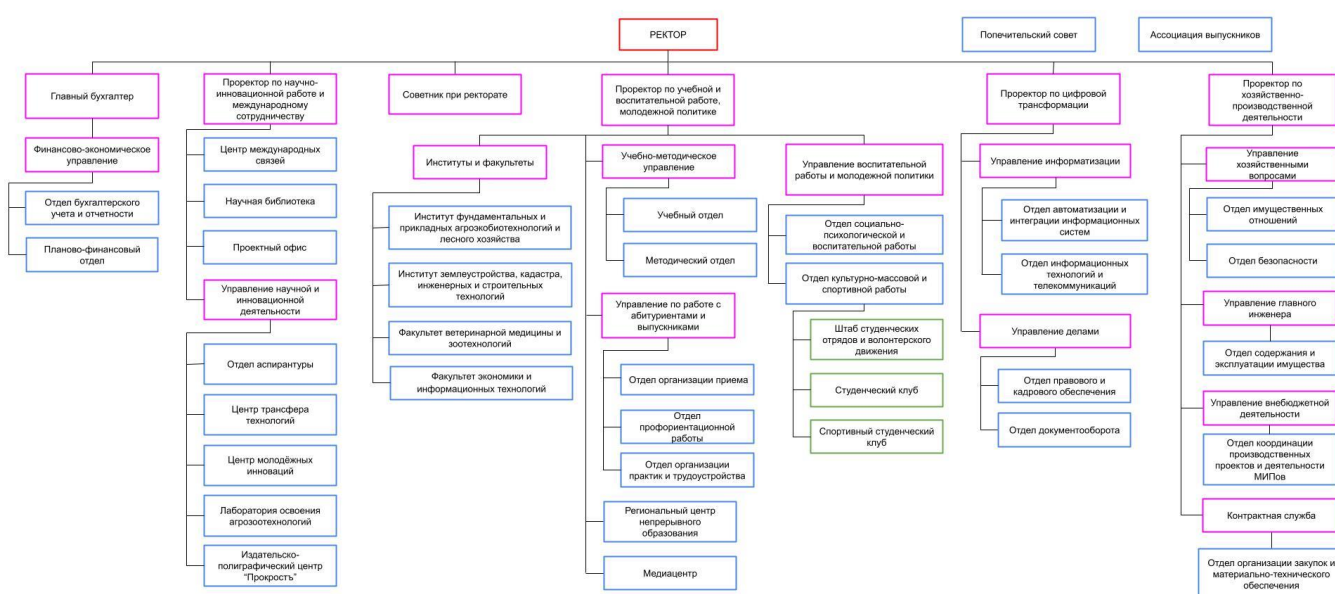 РЕКТОР
Попечительский совет
Ассоциация выпускников
Главный бухгалтер
Проректор по научно-
инновационной работе и
международному
сотрудничеству
Советник при ректорате
Проректор по учебной и
воспитательной работе,
молодежной политике
Проректор по цифровой
трансформации
Проректор по
хозяйственно-
производственной
деятельности
Финансово-экономическое
управление
Отдел бухгалтерского
учета и отчетности
Планово-финансовый
отдел
Центр международных
связей
Научная библиотека
Проектный офис
Управление научной и
инновационной
деятельности
Отдел аспирантуры
Центр трансфера
технологий
Центр молодёжных
инноваций
Лаборатория освоения
агрозоотехнологий
Издательско-
полиграфический центр
"Прокростъ"
Институты и факультеты
Институт фундаментальных и
прикладных агроэкобиотехнологий и
лесного хозяйства
Институт землеустройства, кадастра,
инженерных и строительных
технологий
Факультет ветеринарной медицины и
зоотехнологий
Факультет экономики и
информационных технологий
Учебно-методическое
управление
Учебный отдел
Методический отдел
Управление по работе с
абитуриентами и
выпускниками
Отдел организации приема
Отдел
профориентационной
работы
Отдел организации
практик и трудоустройства
Региональный центр
непрерывного
образования
Медиацентр
Управление воспитательной
работы и молодежной политики
Отдел социально-
психологической и
воспитательной работы
Отдел культурно-массовой и
спортивной работы
Штаб студенческих
отрядов и волонтерского
движения
Студенческий клуб
Спортивный студенческий
клуб
Управление информатизации
Отдел автоматизации и
интеграции информационных
систем
Отдел информационных
технологий и
телекоммуникаций
Управление делами
Отдел правового и
кадрового обеспечения
Отдел документооборота
Управление
хозяйственными
вопросами
Отдел имущественных
отношений
Отдел безопасности
Управление главного
инженера
Отдел содержания и
эксплуатации имущества
Управление внебюджетной
деятельности
Отдел координации
производственных
проектов и деятельности
МИПов
Контрактная служба
Отдел организации закупок и
материально-технического
обеспечения